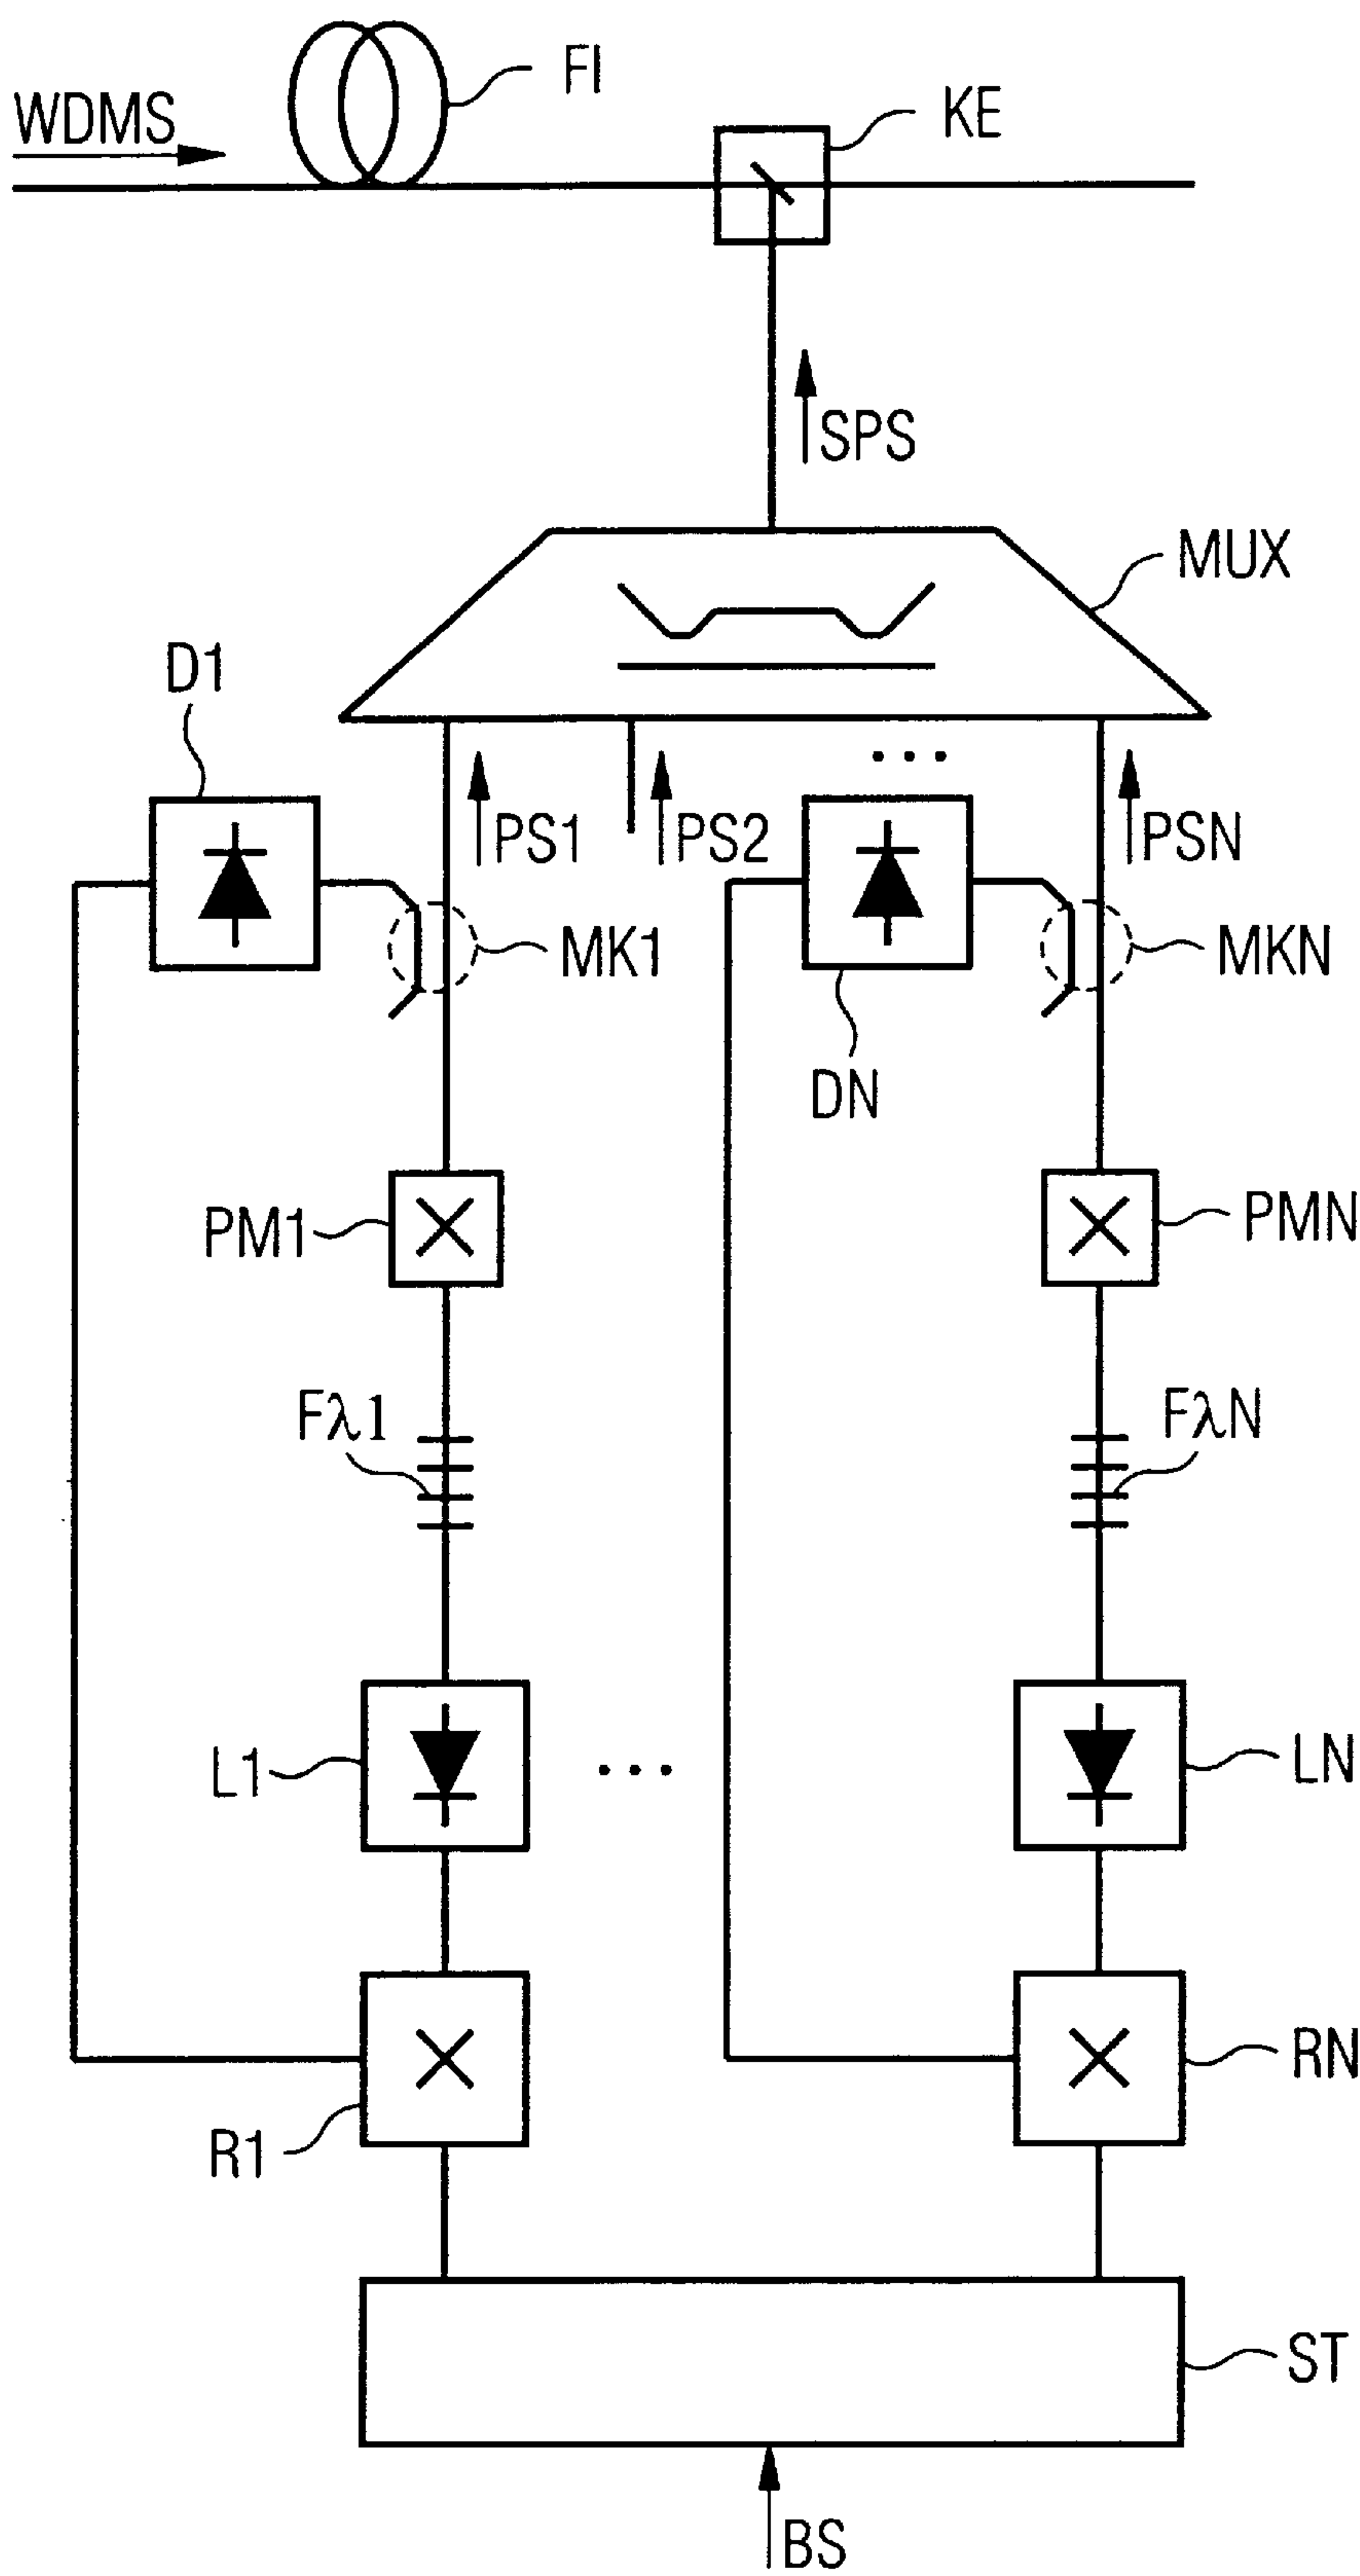 FI
WDMS
KE
SPS
MUX
D1
...
PS1
PS2
PSN
MK1
MKN
DN
PM1
PMN
Fλ1
FλN
L1
...
LN
RN
R1
ST
BS